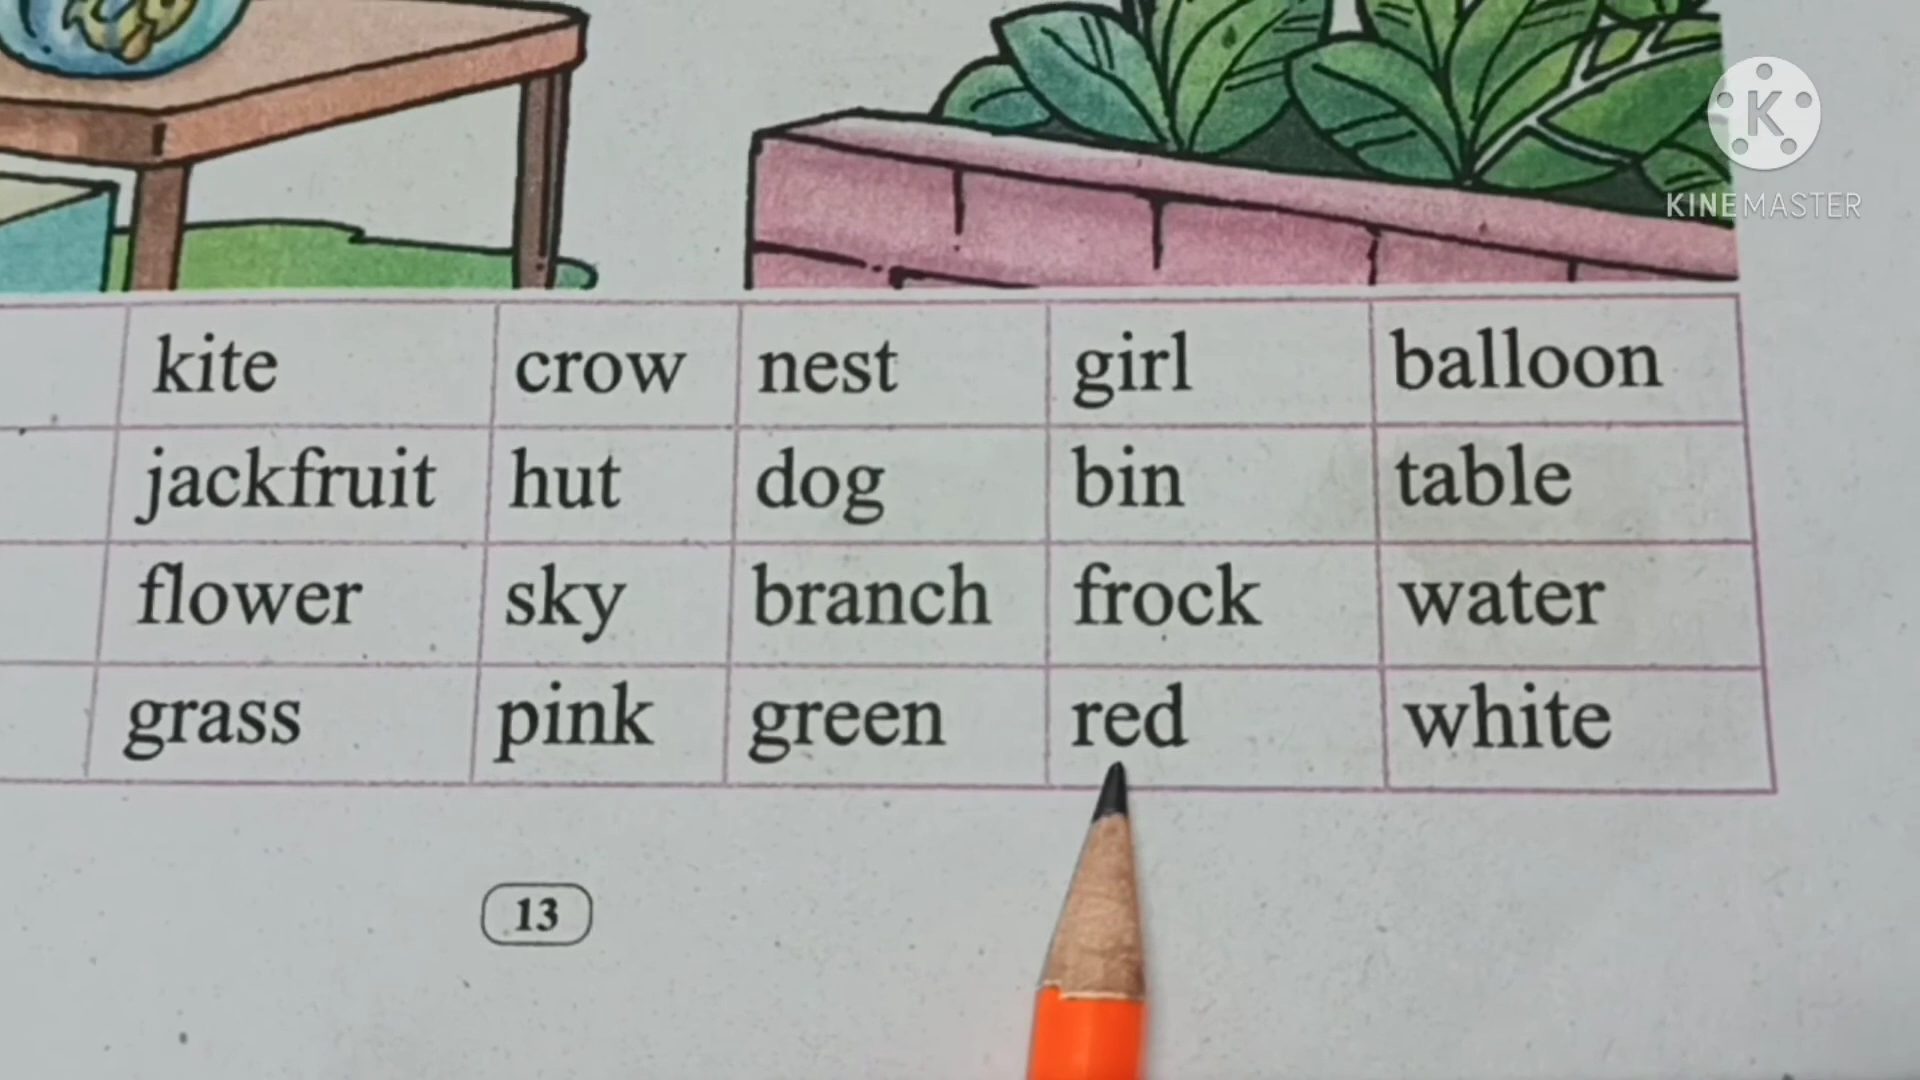 K
KINEMASTER
kite crow nest girl balloon
jackfruit hut dog bin table
flower sky branch frock water
grass pink green red white
13